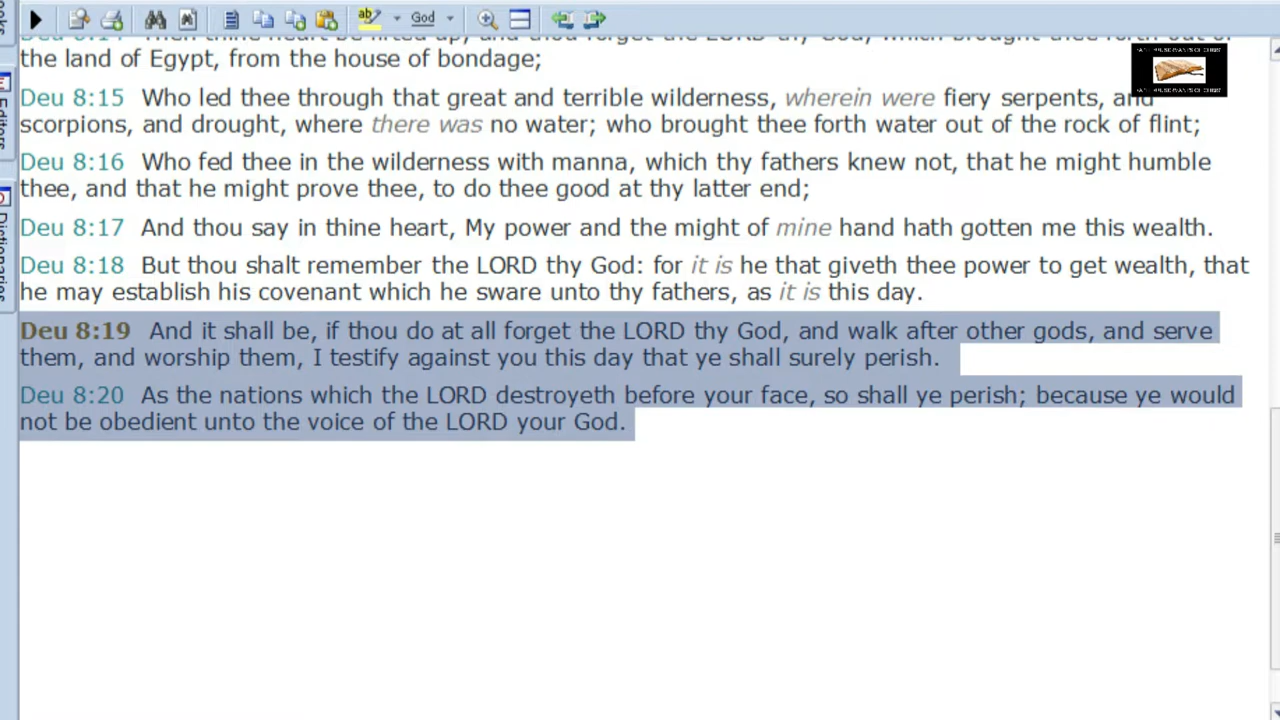 God
the land of Egypt, from the house of bondage;
Deu 8:15 Who led thee through that great and terrible wilderness, wherein were fiery serpents, and
scorpions, and drought, where there was no water; who brought thee forth water out of the rock of flint;
Deu 8:16 Who fed thee in the wilderness with manna, which thy fathers knew not, that he might humble
thee, and that he might prove thee, to do thee good at thy latter end;
Deu 8:17 And thou say in thine heart, My power and the might of mine hand hath gotten me this wealth.
Deu 8:18 But thou shalt remember the LORD thy God: for it is he that giveth thee power to get wealth, that
he may establish his covenant which he sware unto thy fathers, as it is this day.
Deu 8:19 And it shall be, if thou do at all forget the LORD thy God, and walk after other gods, and serve
them, and worship them, I testify against you this day that ye shall surely perish.
Deu 8:20 As the nations which the LORD destroyeth before your face, so shall ye perish; because ye would
not be obedient unto the voice of the LORD your God.
Editors
Dictionaries